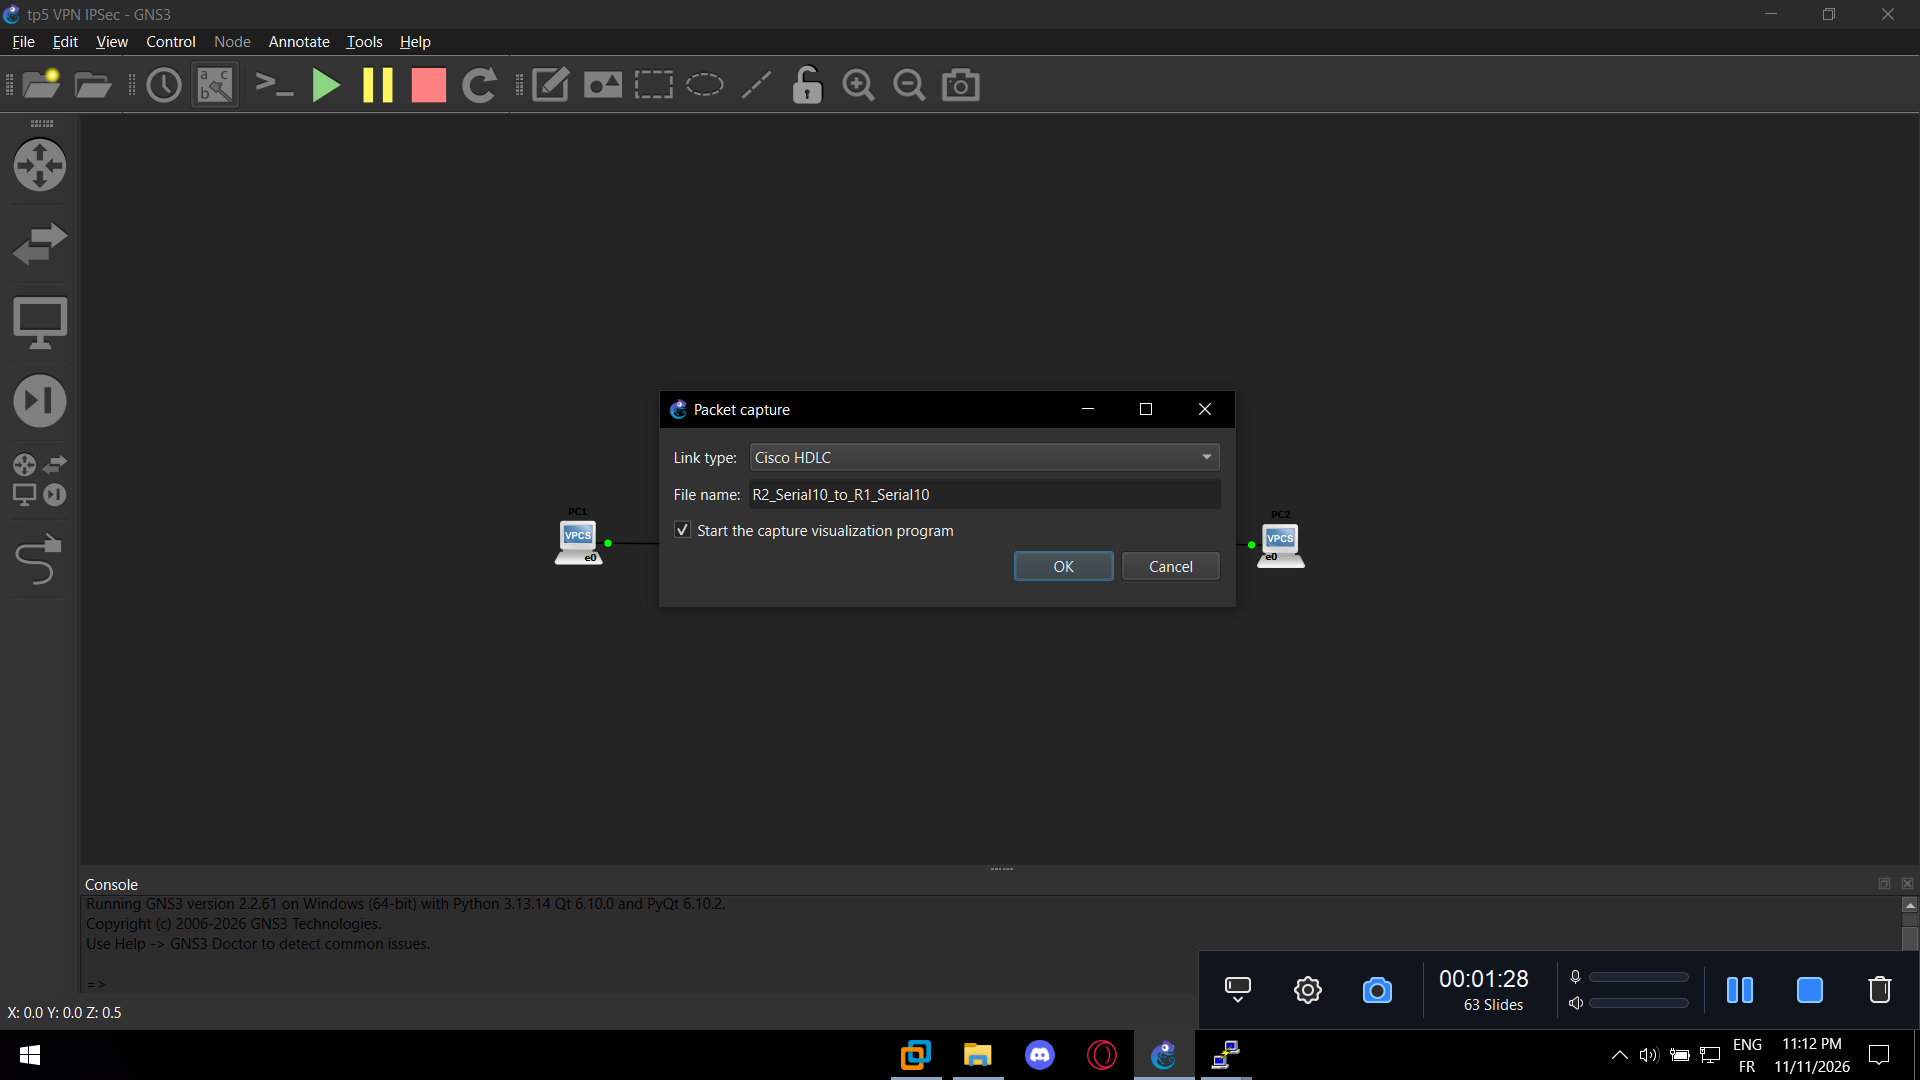 tp5 VPN IPSec - GNS3
File Edit View Control Node Annotate Tools Help
a c
b
Packet capture
Link type: Cisco HDLC
File name: R2_Serial10_to_R1_Serial10
Start the capture visualization program
OK Cancel
PC1
VPCS
e0
PC2
VPCS
e0
Console
Running GNS3 version 2.2.61 on Windows (64-bit) with Python 3.13.14 Qt 6.10.0 and PyQt 6.10.2.
Copyright (c) 2006-2026 GNS3 Technologies.
Use Help -> GNS3 Doctor to detect common issues.
=>
X: 0.0 Y: 0.0 Z: 0.5
00:01:28
63 Slides
ENG
FR
11:12 PM
11/11/2026